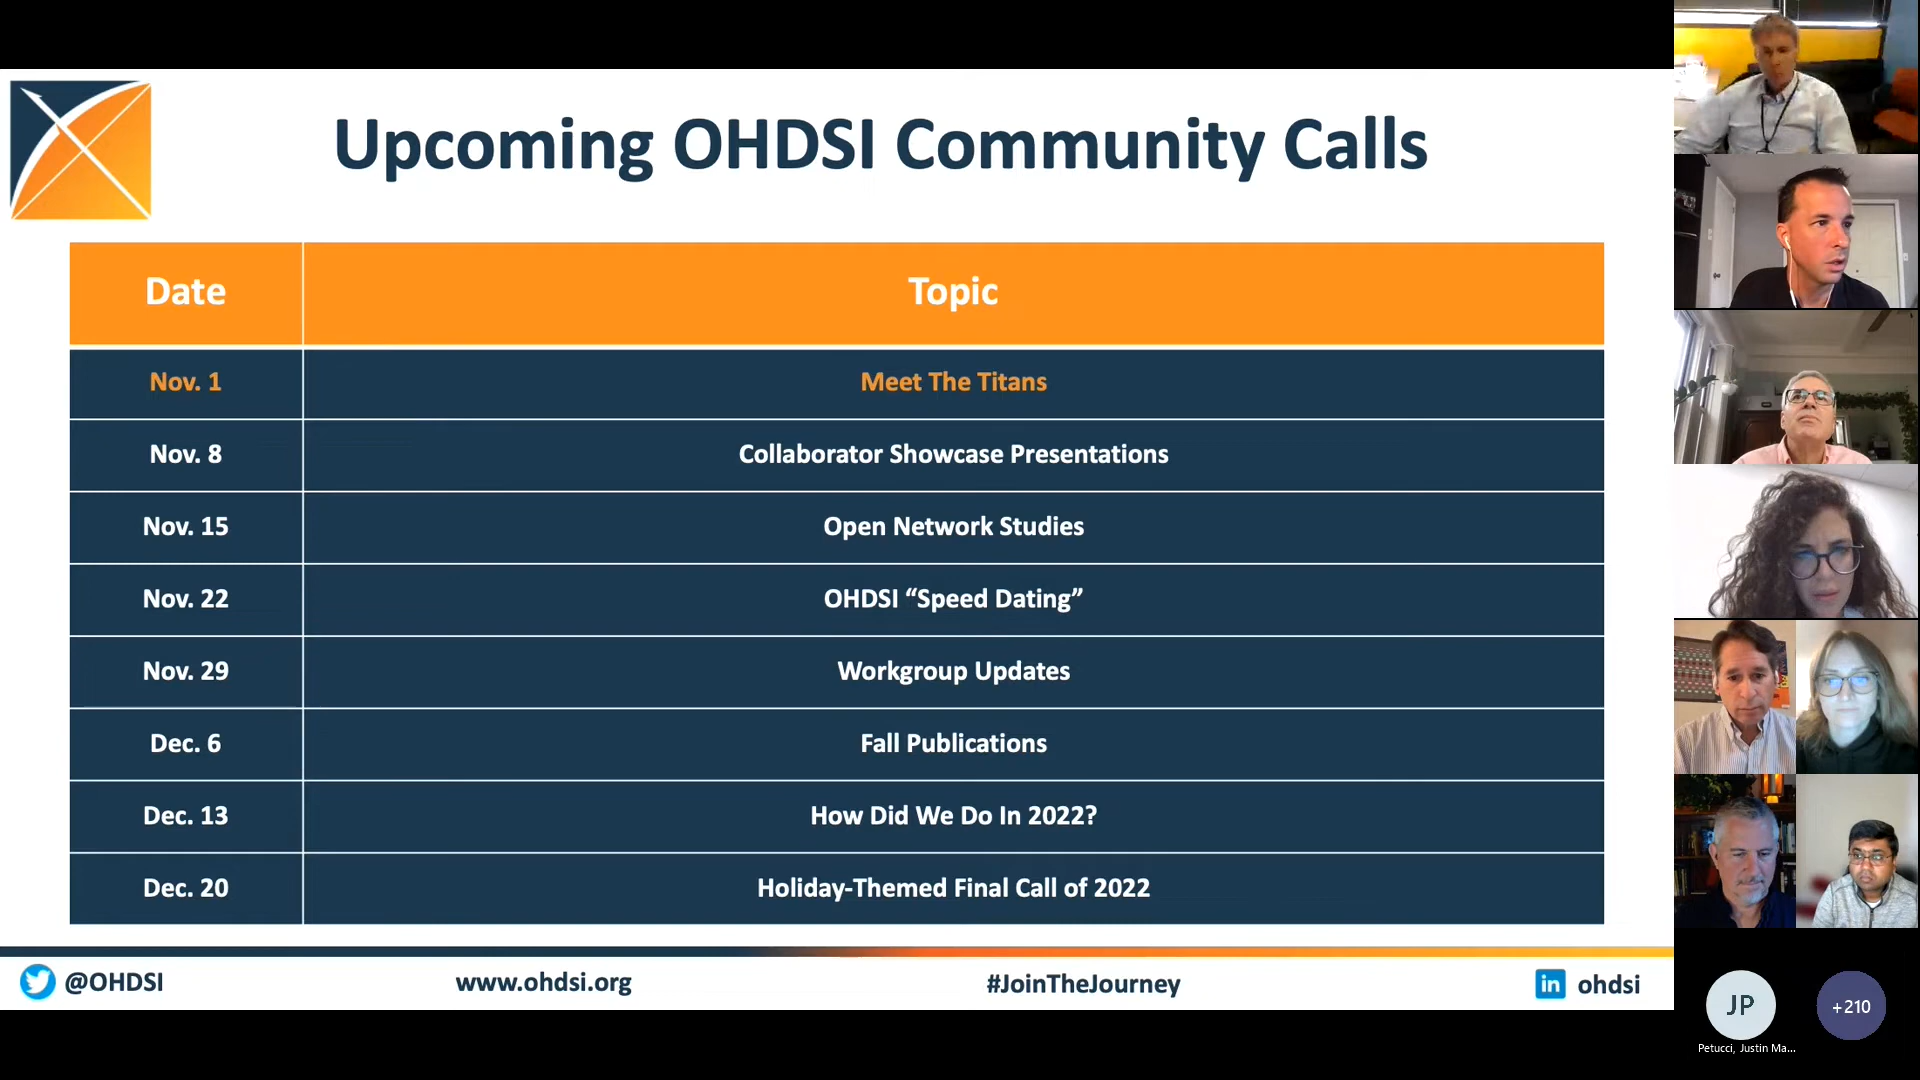 Upcoming OHDSI Community Calls
Date Topic
Nov. 1 Meet The Titans
Nov. 8 Collaborator Showcase Presentations
Nov. 15 Open Network Studies
Nov. 22 OHDSI “Speed Dating”
Nov. 29 Workgroup Updates
Dec. 6 Fall Publications
Dec. 13 How Did We Do In 2022?
Dec. 20 Holiday-Themed Final Call of 2022
@OHDSI www.ohdsi.org #JoinTheJourney in ohdsi
JP +210
Petucci, Justin Ma...